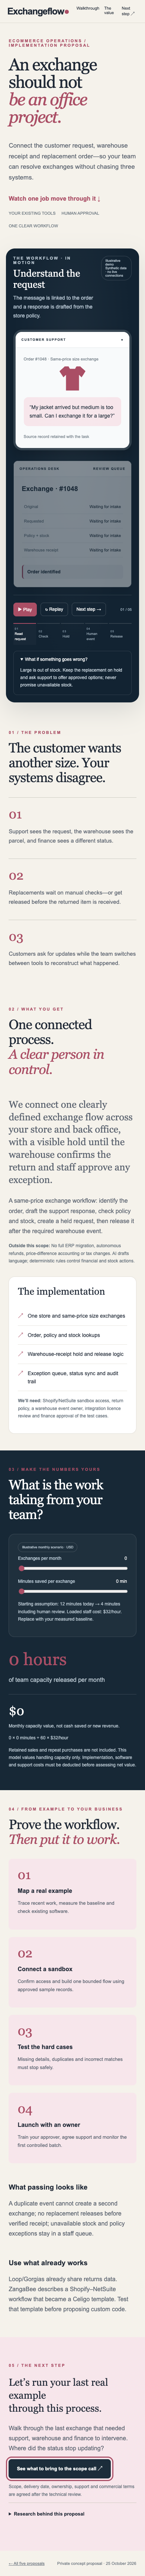 Exchangeflow
Walkthrough
The value
Next step ↗
ECOMMERCE OPERATIONS /
IMPLEMENTATION PROPOSAL
An exchange
should not
be an office
project.
Connect the customer request, warehouse
receipt and replacement order—so your team
can resolve exchanges without chasing three
systems.
Watch one job move through it ↓
YOUR EXISTING TOOLS HUMAN APPROVAL
ONE CLEAR WORKFLOW
THE WORKFLOW · IN
MOTION
Understand the
request
The message is linked to the order
and a response is drafted from the
store policy.
Illustrative
demo
Synthetic data
· no live
connections
CUSTOMER SUPPORT
Order #1048 · Same-price size exchange
“My jacket arrived but medium is too
small. Can I exchange it for a large?”
Source record retained with the task
OPERATIONS DESK
REVIEW QUEUE
Exchange · #1048
Original
Waiting for intake
Requested
Waiting for intake
Policy + stock
Waiting for intake
Warehouse receipt
Waiting for intake
Order identified
▶ Play
↻ Replay
Next step →
01 / 05
01
Read request
02
Check
03
Hold
04
Human event
05
Release
▼ What if something goes wrong?
Large is out of stock. Keep the replacement on hold
and ask support to offer approved options; never
promise unavailable stock.
01 / THE PROBLEM
The customer wants
another size. Your
systems disagree.
01
Support sees the request, the warehouse sees the
parcel, and finance sees a different status.
02
Replacements wait on manual checks—or get
released before the returned item is received.
03
Customers ask for updates while the team switches
between tools to reconstruct what happened.
02 / WHAT YOU GET
One connected
process.
A clear person in
control.
We connect one clearly
defined exchange flow across
your store and back office,
with a visible hold until the
warehouse confirms the
return and staff approve any
exception.
A same-price exchange workflow: identify the
order, draft the support response, check policy
and stock, create a held request, then release it after
the required warehouse event.
Outside this scope: No full ERP migration, autonomous
refunds, price-difference accounting or tax changes. AI drafts
language; deterministic rules control financial and stock actions.
The implementation
One store and same-price size exchanges
Order, policy and stock lookups
Warehouse-receipt hold and release logic
Exception queue, status sync and audit
trail
We’ll need: Shopify/NetSuite sandbox access, return
policy, a warehouse event owner, integration licence
review and finance approval of the test cases.
03 / MAKE THE NUMBERS YOURS
What is the work
taking from your
team?
Illustrative monthly scenario · USD
Exchanges per month
0
Minutes saved per exchange
0 min
Starting assumption: 12 minutes today → 4 minutes
including human review. Loaded staff cost: $32/hour.
Replace with your measured baseline.
0 hours
of team capacity released per month
$0
Monthly capacity value, not cash saved or new revenue.
0 × 0 minutes ÷ 60 × $32/hour
Retained sales and repeat purchases are not included. This
model values handling capacity only. Implementation, software
and support costs must be deducted before assessing net value.
04 / FROM EXAMPLE TO YOUR BUSINESS
Prove the workflow.
Then put it to work.
01
Map a real example
Trace recent work, measure the baseline and
check existing software.
02
Connect a sandbox
Confirm access and build one bounded flow using
approved sample records.
03
Test the hard cases
Missing details, duplicates and incorrect matches
must stop safely.
04
Launch with an owner
Train your approver, agree support and monitor the
first controlled batch.
What passing looks like
A duplicate event cannot create a second
exchange; no replacement releases before
verified receipt; unavailable stock and policy
exceptions stay in a staff queue.
Use what already works
Loop/Gorgias already share returns data.
ZangaBee describes a Shopify–NetSuite
workflow that became a Celigo template. Test
that template before proposing custom code.
05 / THE NEXT STEP
Let’s run your last real
example
through this process.
Walk through the last exchange that needed
support, warehouse and finance to intervene.
Where did the status stop updating?
See what to bring to the scope call ↗
Scope, delivery date, ownership, support and commercial terms
are agreed after the technical review.
▶ Research behind this proposal
← All five proposals
Private concept proposal · 20 October 2026